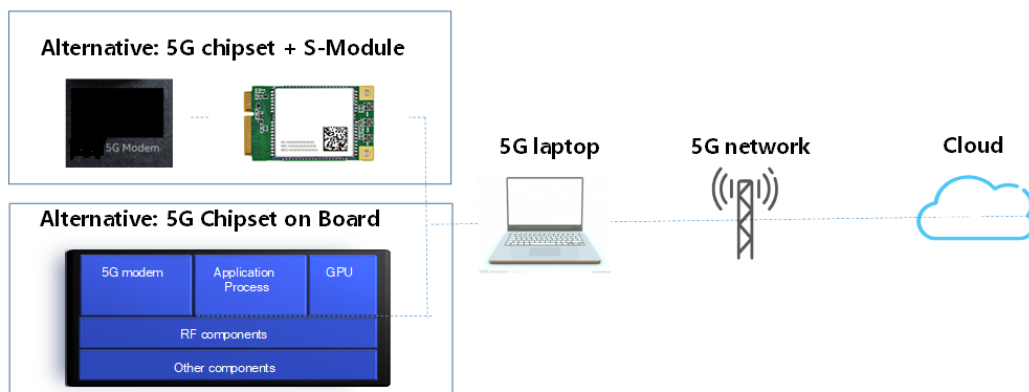 Alternative: 5G chipset + S-Module
5G Modem
Alternative: 5G Chipset on Board
5G modem
Application
Process
GPU
RF components
Other components
5G laptop
5G network
Cloud